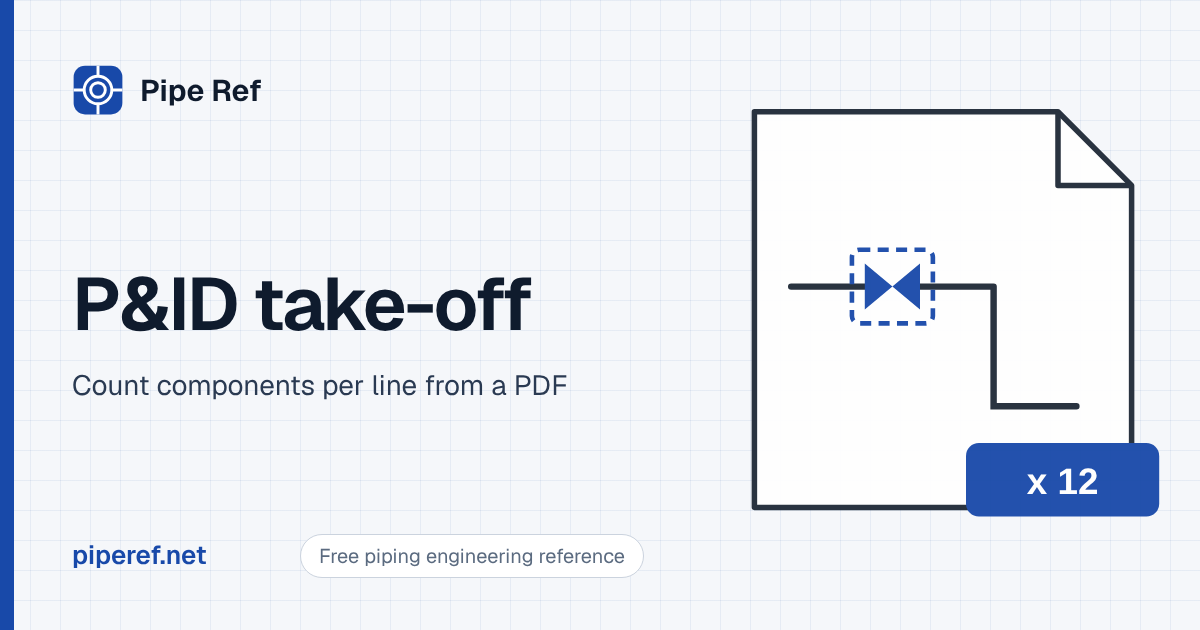 Pipe Ref
P&ID take-off
Count components per line from a PDF
x 12
piperef.net
Free piping engineering reference